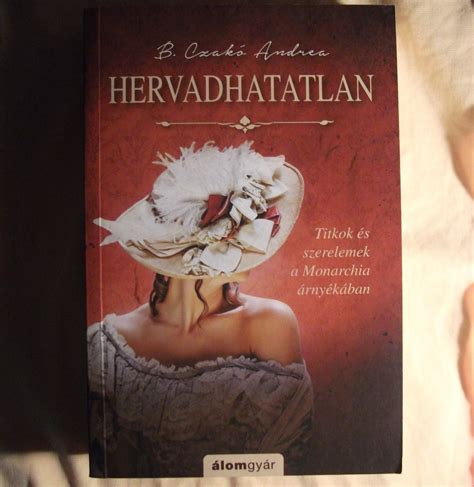 B. Czakó Andrea
HERVADHATATLAN
Titkok és
szerelemek
a Monarchia
árnyékában
álomgyár